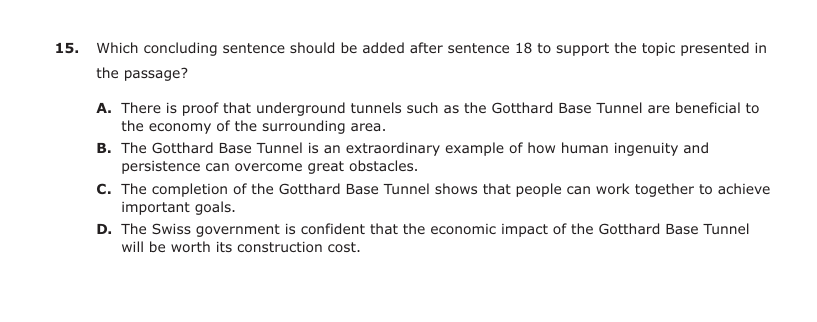 15. Which concluding sentence should be added after sentence 18 to support the topic presented in
the passage?
A. There is proof that underground tunnels such as the Gotthard Base Tunnel are beneficial to
the economy of the surrounding area.
B. The Gotthard Base Tunnel is an extraordinary example of how human ingenuity and
persistence can overcome great obstacles.
C. The completion of the Gotthard Base Tunnel shows that people can work together to achieve
important goals.
D. The Swiss government is confident that the economic impact of the Gotthard Base Tunnel
will be worth its construction cost.